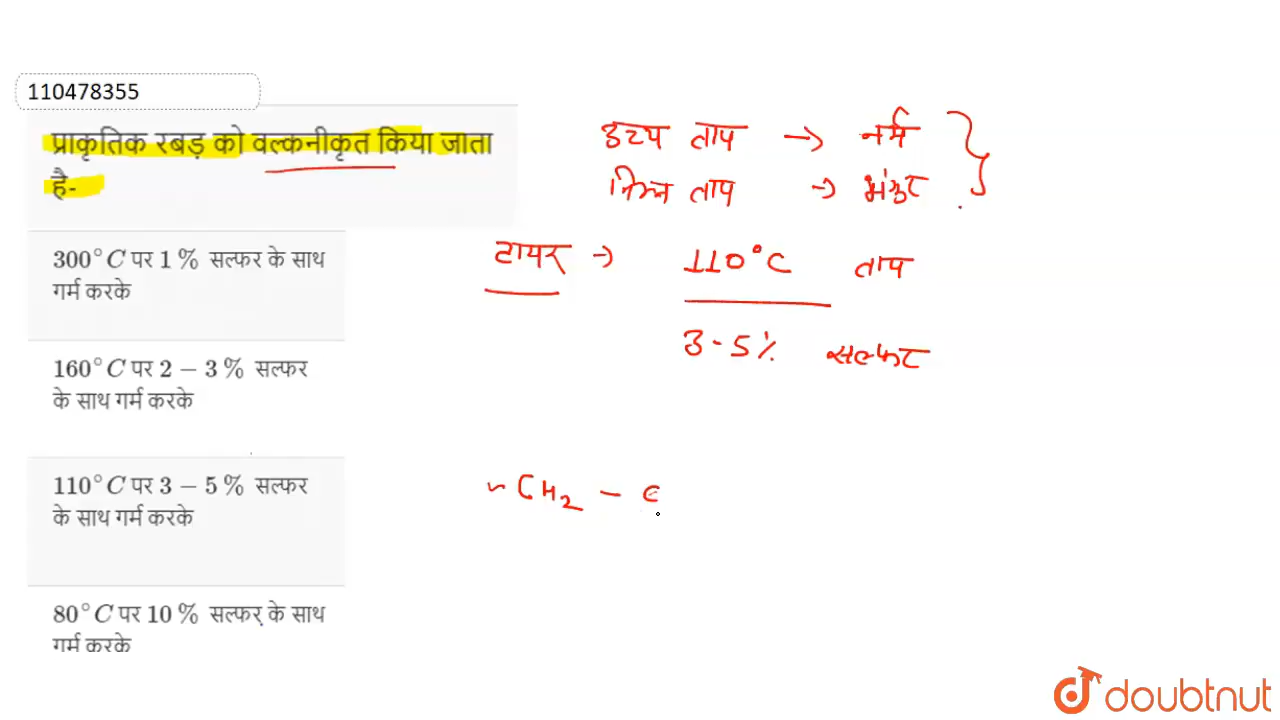 110478355
प्राकृतिक रबड़ को वल्कनीकृत किया जाता
है-
300°C पर 1% सल्फर के साथ
गर्म करके
160°C पर 2 − 3% सल्फर
के साथ गर्म करके
110°C पर 3 − 5% सल्फर
के साथ गर्म करके
80°C पर 10% सल्फर के साथ
गर्म करके
उच्च ताप → नर्म
निम्न ताप → भंगुर
टायर → 110°C ताप
3-5% सल्फर
~CH₂ – C
doubtnut